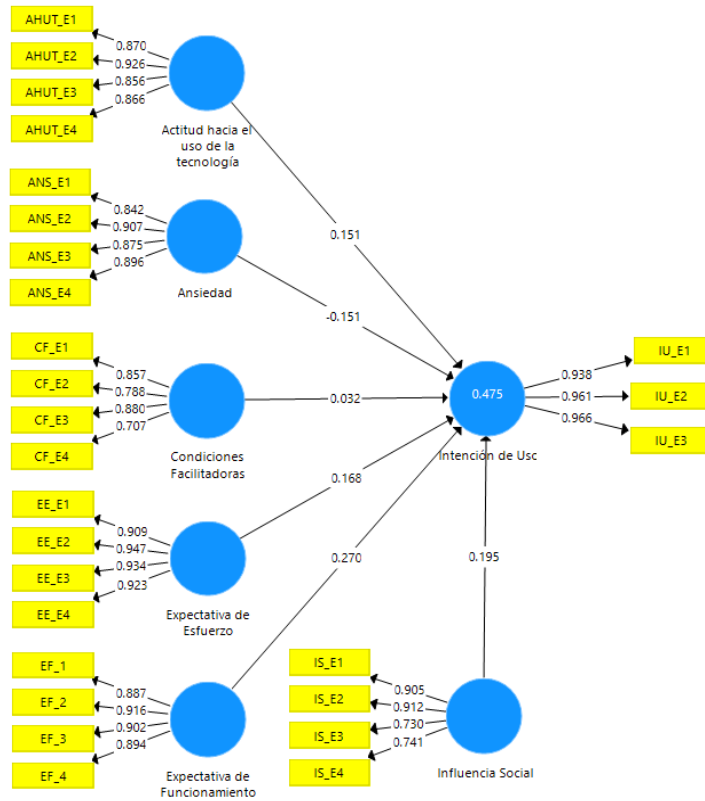 AHUT_E1
AHUT_E2
AHUT_E3
AHUT_E4
0.870
0.926
0.856
0.866
Actitud hacia el
uso de la
tecnología
0.151
ANS_E1
ANS_E2
ANS_E3
ANS_E4
0.842
0.907
0.875
0.896
Ansiedad
-0.151
CF_E1
CF_E2
CF_E3
CF_E4
0.857
0.788
0.880
0.707
Condiciones
Facilitadoras
0.032
0.475
Intención de Usc
0.938
0.961
0.966
IU_E1
IU_E2
IU_E3
EE_E1
EE_E2
EE_E3
EE_E4
0.909
0.947
0.934
0.923
Expectativa de
Esfuerzo
0.168
EF_1
EF_2
EF_3
EF_4
0.887
0.916
0.902
0.894
Expectativa de
Funcionamiento
0.270
IS_E1
IS_E2
IS_E3
IS_E4
0.905
0.912
0.730
0.741
Influencia Social
0.195